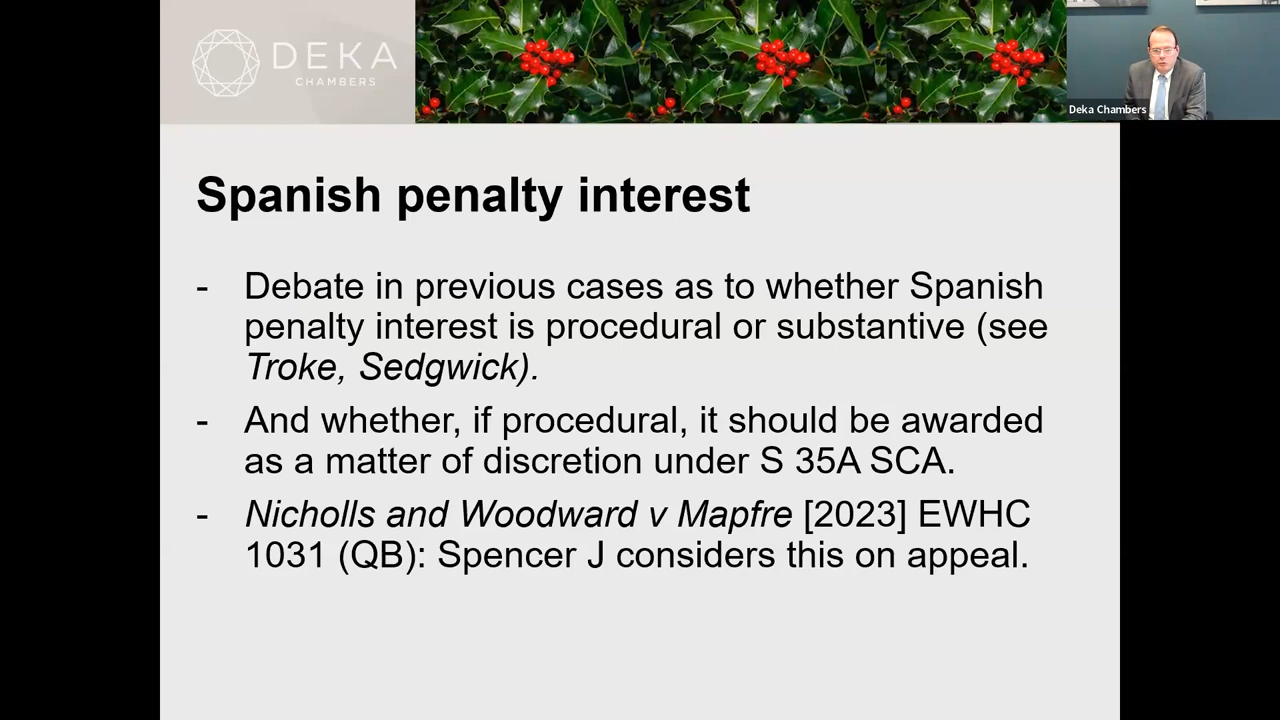 DEKA
CHAMBERS
Deka Chambers
Spanish penalty interest
- Debate in previous cases as to whether Spanish
penalty interest is procedural or substantive (see
Troke, Sedgwick).
- And whether, if procedural, it should be awarded
as a matter of discretion under S 35A SCA.
- Nicholls and Woodward v Mapfre [2023] EWHC
1031 (QB): Spencer J considers this on appeal.